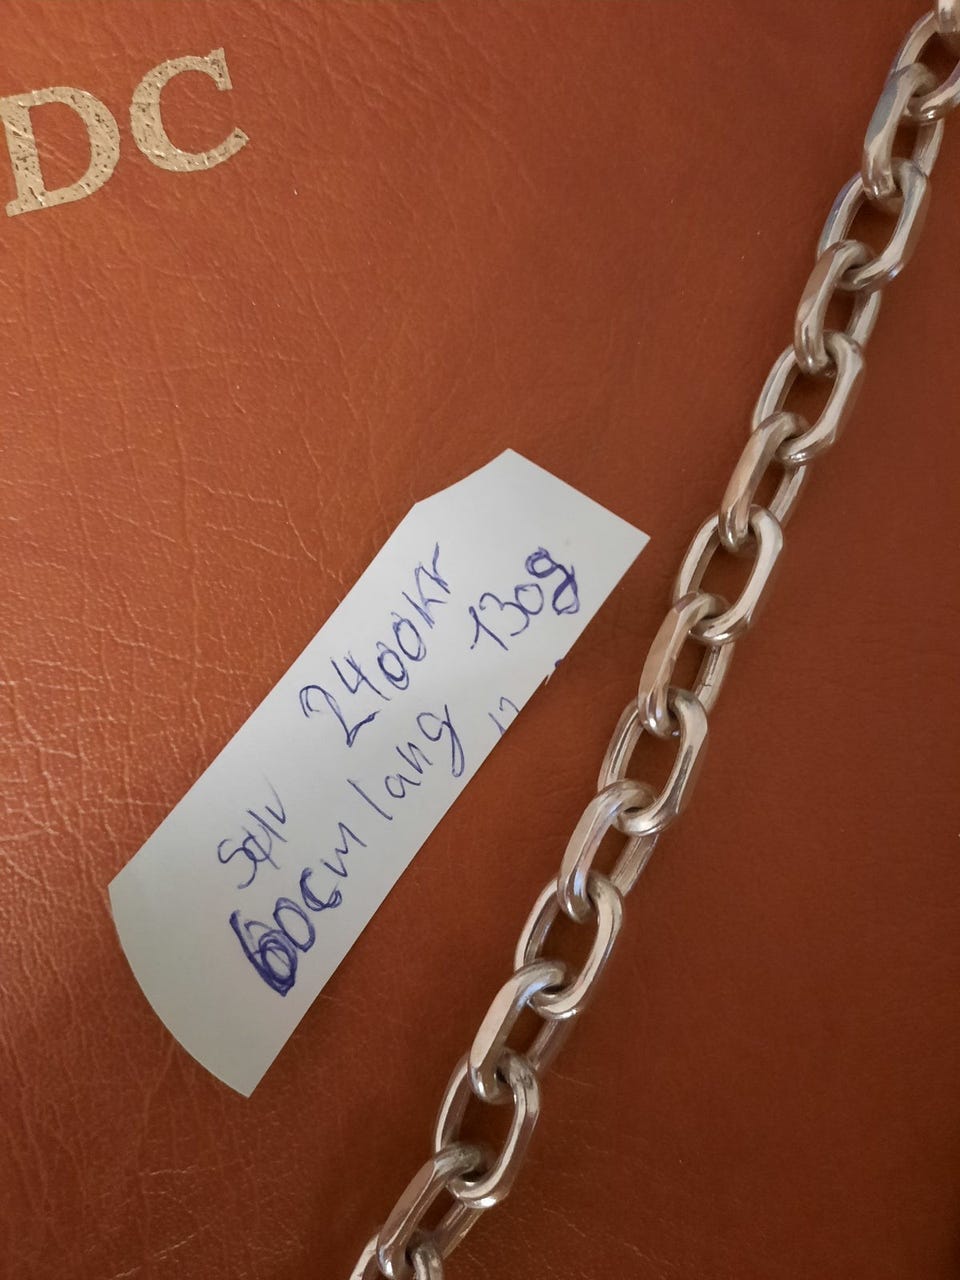 DC
Sølv 2400kr
60cm lang 130g